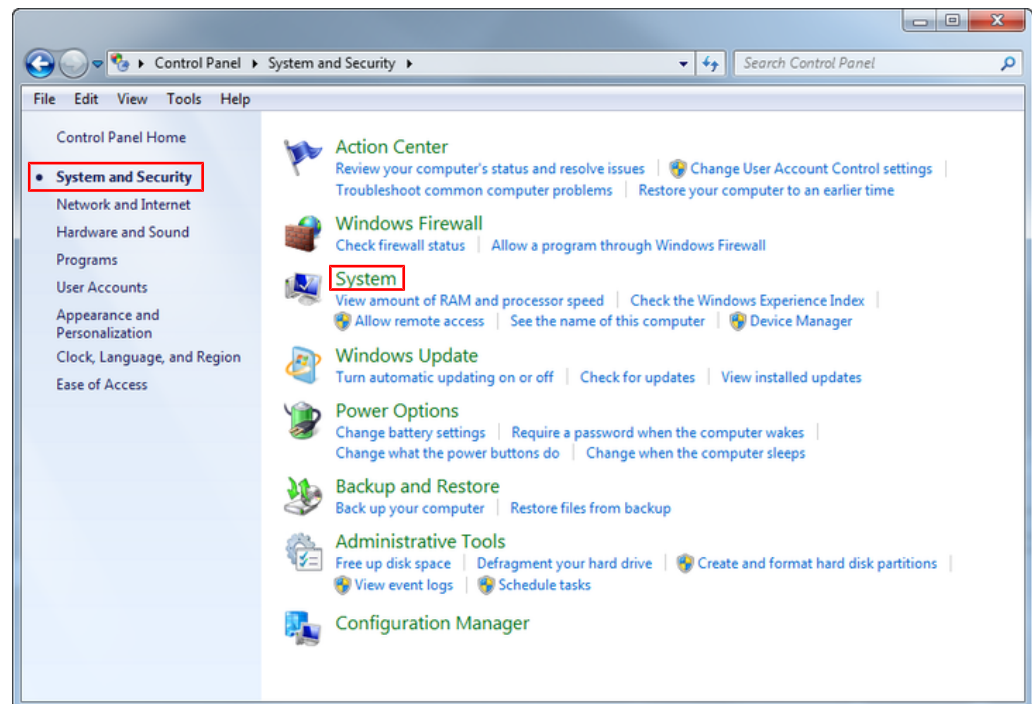 Control Panel System and Security Search Control Panel
File Edit View Tools Help
Control Panel Home
System and Security
Network and Internet
Hardware and Sound
Programs
User Accounts
Appearance and
Personalization
Clock, Language, and Region
Ease of Access
Action Center
Review your computer's status and resolve issues Change User Account Control settings
Troubleshoot common computer problems Restore your computer to an earlier time
Windows Firewall
Check firewall status Allow a program through Windows Firewall
System
View amount of RAM and processor speed Check the Windows Experience Index
Allow remote access See the name of this computer Device Manager
Windows Update
Turn automatic updating on or off Check for updates View installed updates
Power Options
Change battery settings Require a password when the computer wakes
Change what the power buttons do Change when the computer sleeps
Backup and Restore
Back up your computer Restore files from backup
Administrative Tools
Free up disk space Defragment your hard drive Create and format hard disk partitions
View event logs Schedule tasks
Configuration Manager